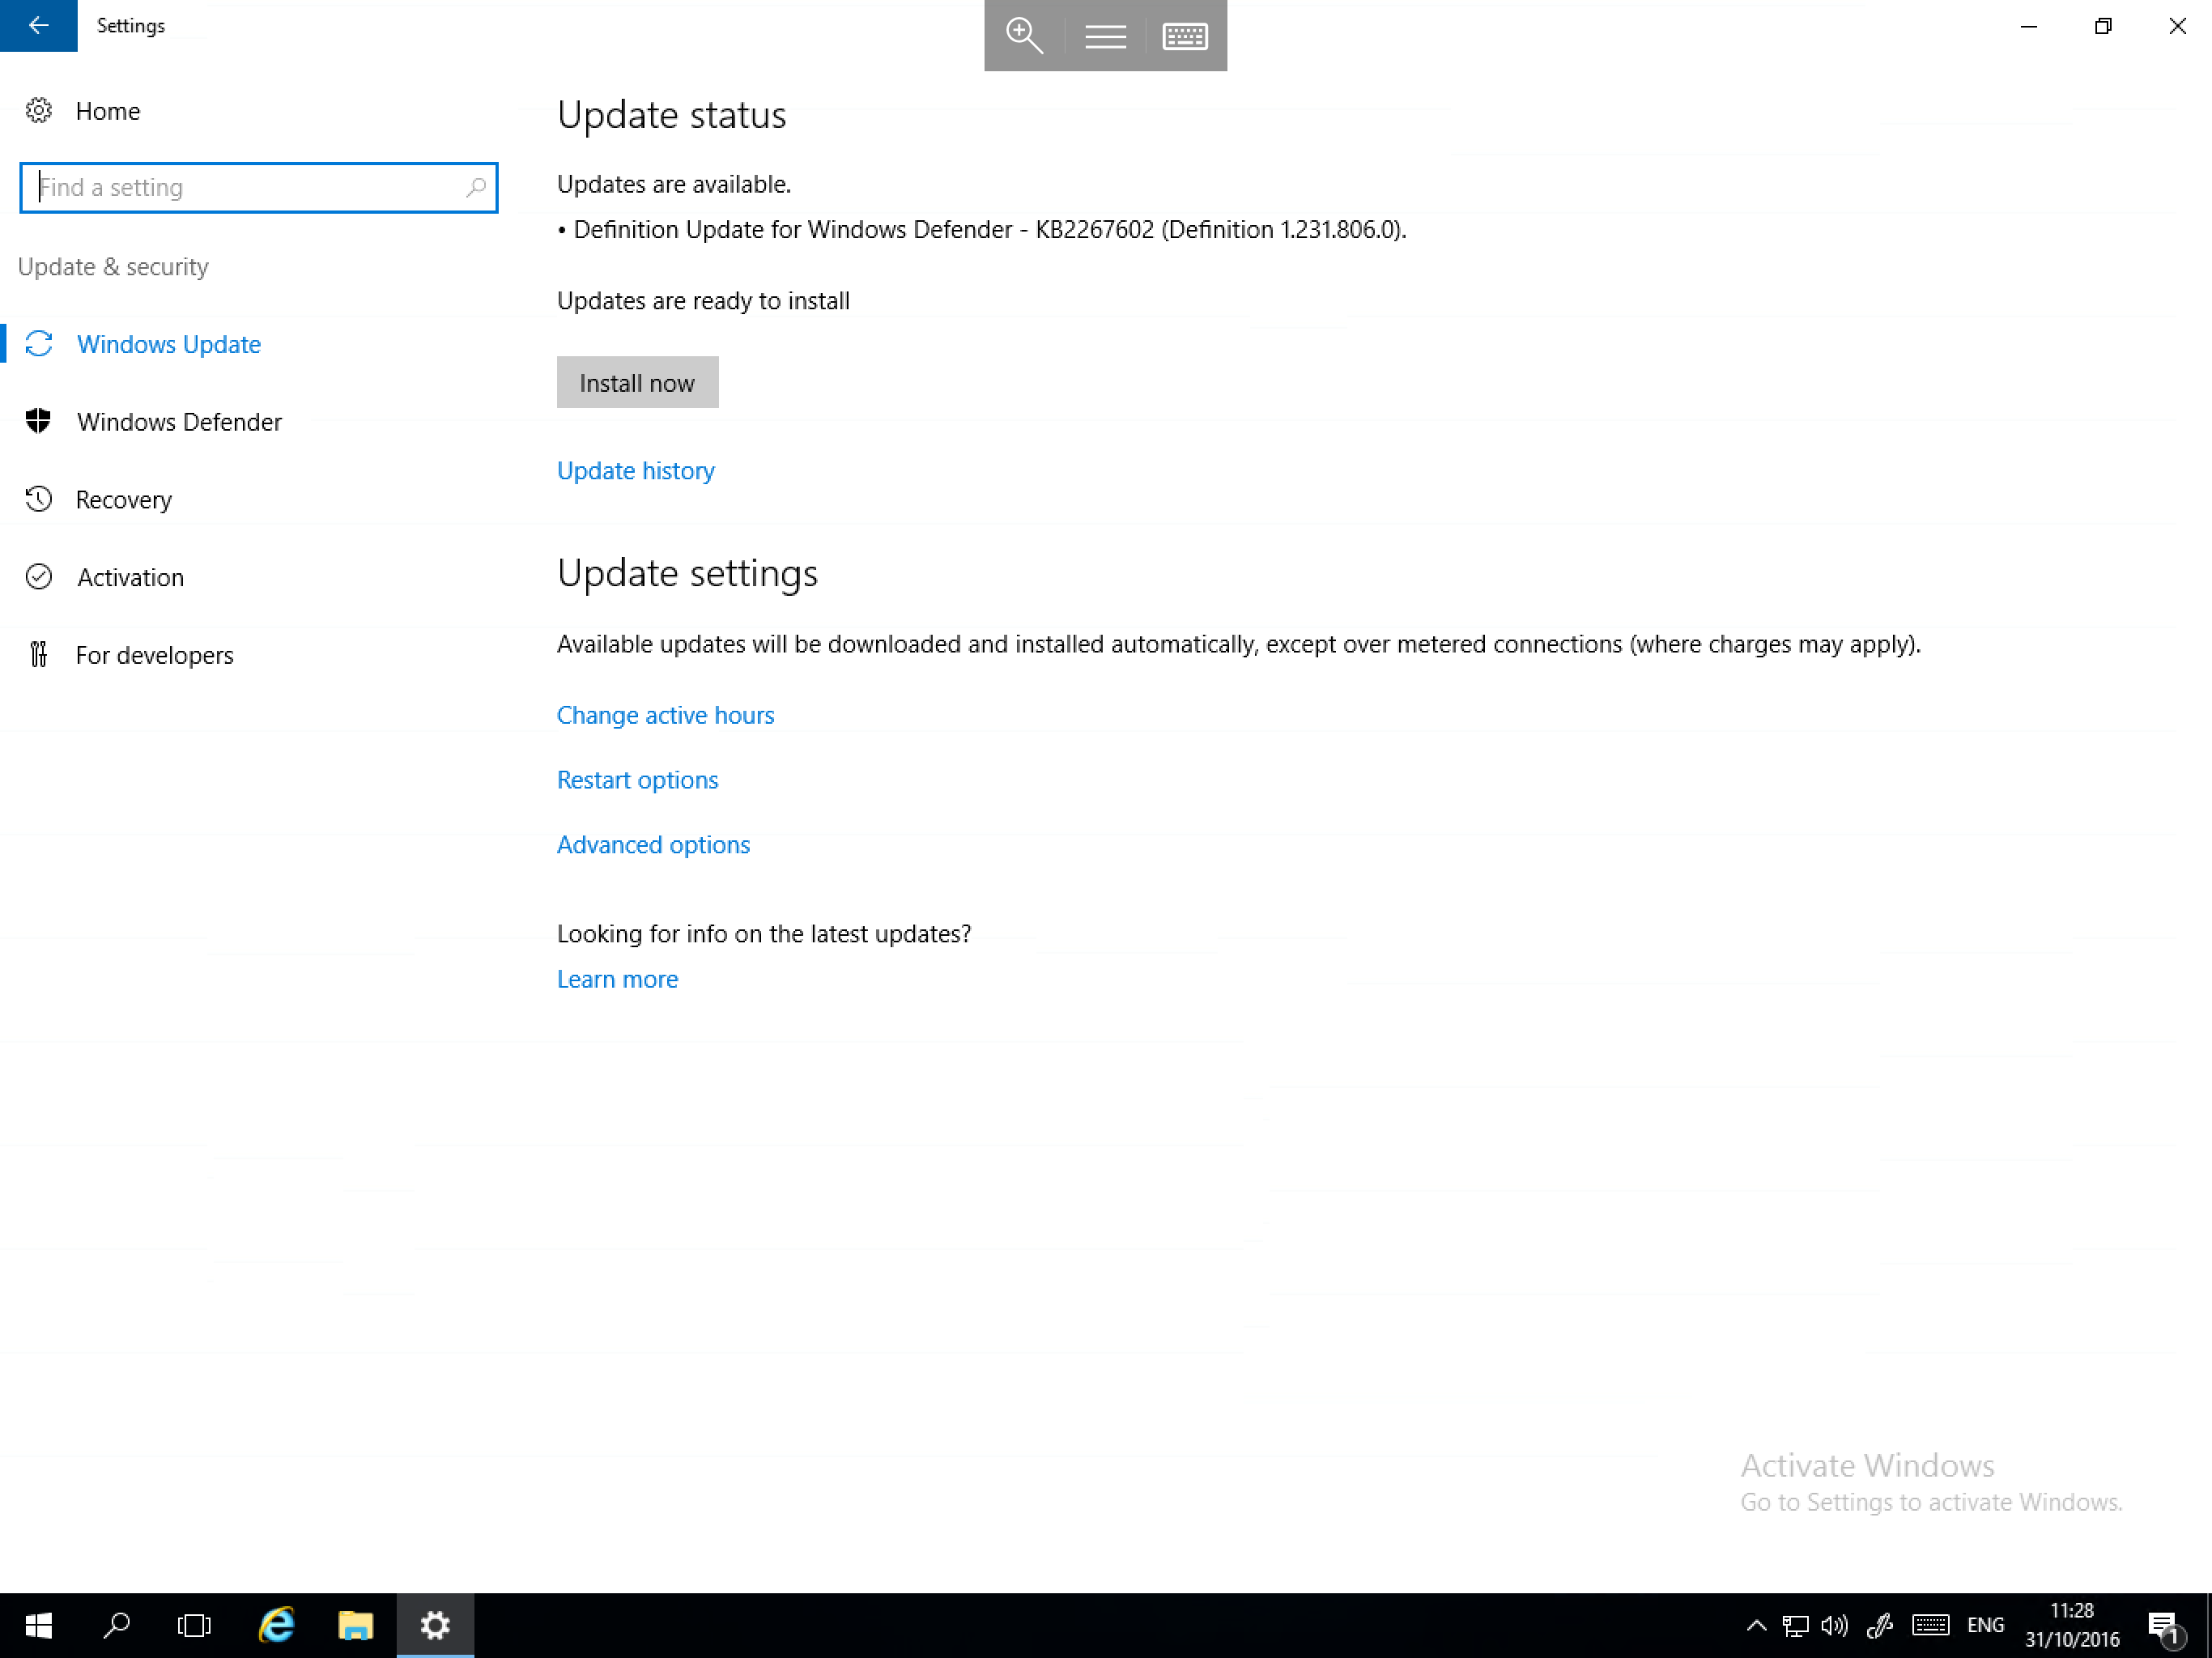 Settings
Home
Find a setting
Update & security
Windows Update
Windows Defender
Recovery
Activation
For developers
Update status
Updates are available.
• Definition Update for Windows Defender - KB2267602 (Definition 1.231.806.0).
Updates are ready to install
Install now
Update history
Update settings
Available updates will be downloaded and installed automatically, except over metered connections (where charges may apply).
Change active hours
Restart options
Advanced options
Looking for info on the latest updates?
Learn more
Activate Windows
Go to Settings to activate Windows.
ENG
11:28
31/10/2016
1